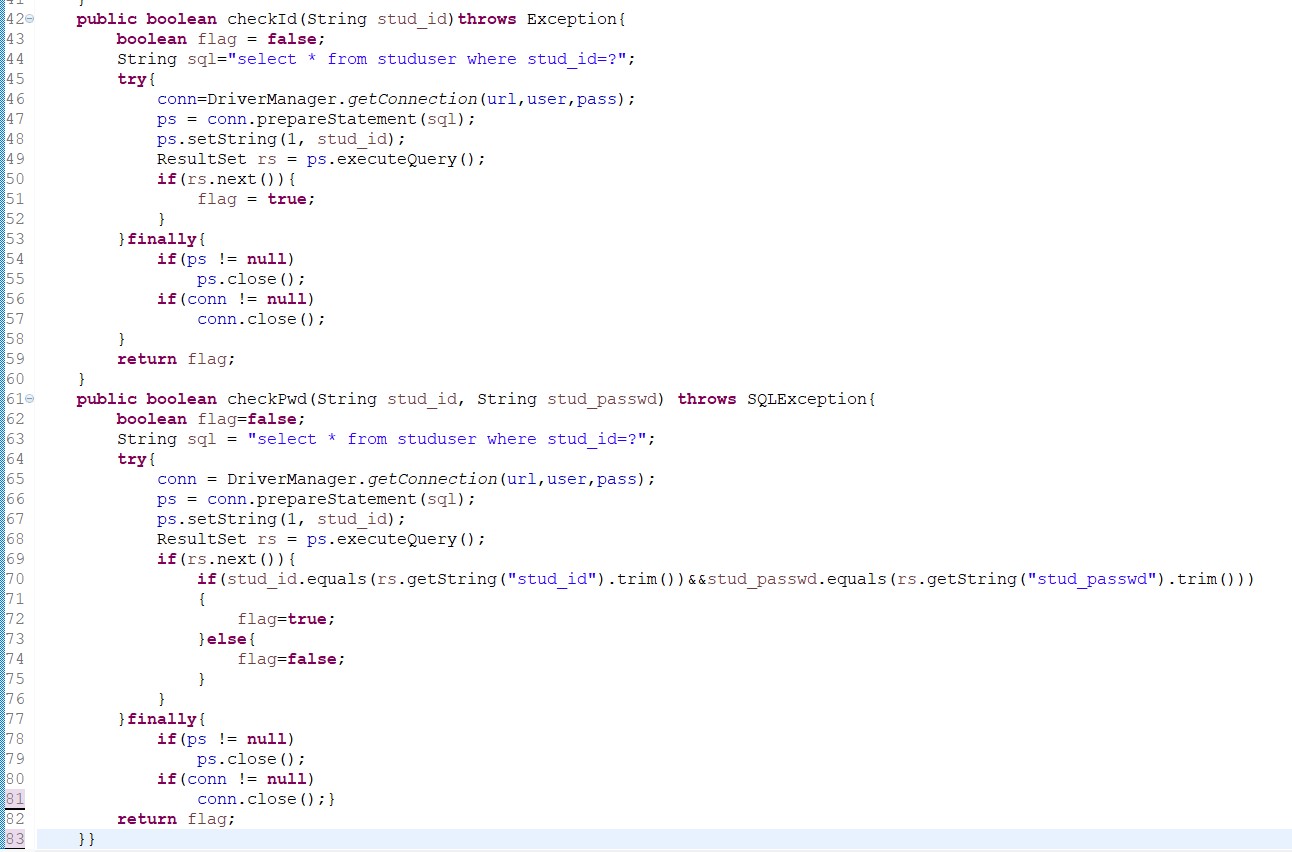 42 public boolean checkId(String stud_id)throws Exception{
43 boolean flag = false;
44 String sql="select * from studuser where stud_id=?";
45 try{
46 conn=DriverManager.getConnection(url,user,pass);
47 ps = conn.prepareStatement(sql);
48 ps.setString(1, stud_id);
49 ResultSet rs = ps.executeQuery();
50 if(rs.next()){
51 flag = true;
52 }
53 }finally{
54 if(ps != null)
55 ps.close();
56 if(conn != null)
57 conn.close();
58 }
59 return flag;
60 }
61 public boolean checkPwd(String stud_id, String stud_passwd) throws SQLException{
62 boolean flag=false;
63 String sql = "select * from studuser where stud_id=?";
64 try{
65 conn = DriverManager.getConnection(url,user,pass);
66 ps = conn.prepareStatement(sql);
67 ps.setString(1, stud_id);
68 ResultSet rs = ps.executeQuery();
69 if(rs.next()){
70 if(stud_id.equals(rs.getString("stud_id").trim())&&stud_passwd.equals(rs.getString("stud_passwd").trim()))
71 {
72 flag=true;
73 }else{
74 flag=false;
75 }
76 }
77 }finally{
78 if(ps != null)
79 ps.close();
80 if(conn != null)
81 conn.close();}
82 return flag;
83 }}